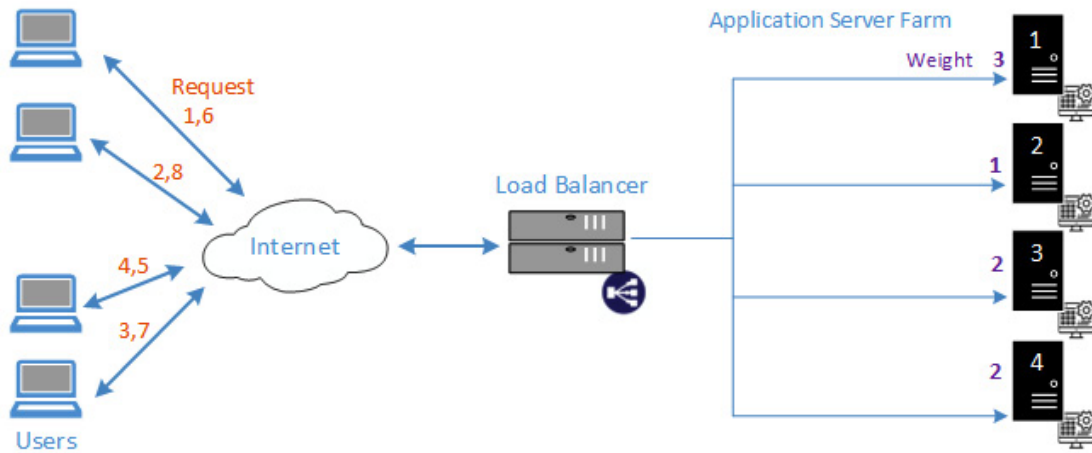 Application Server Farm
1
Weight 3
Request
1,6
2
1
2,8
Load Balancer
Internet
3
2
4,5
3,7
4
2
Users